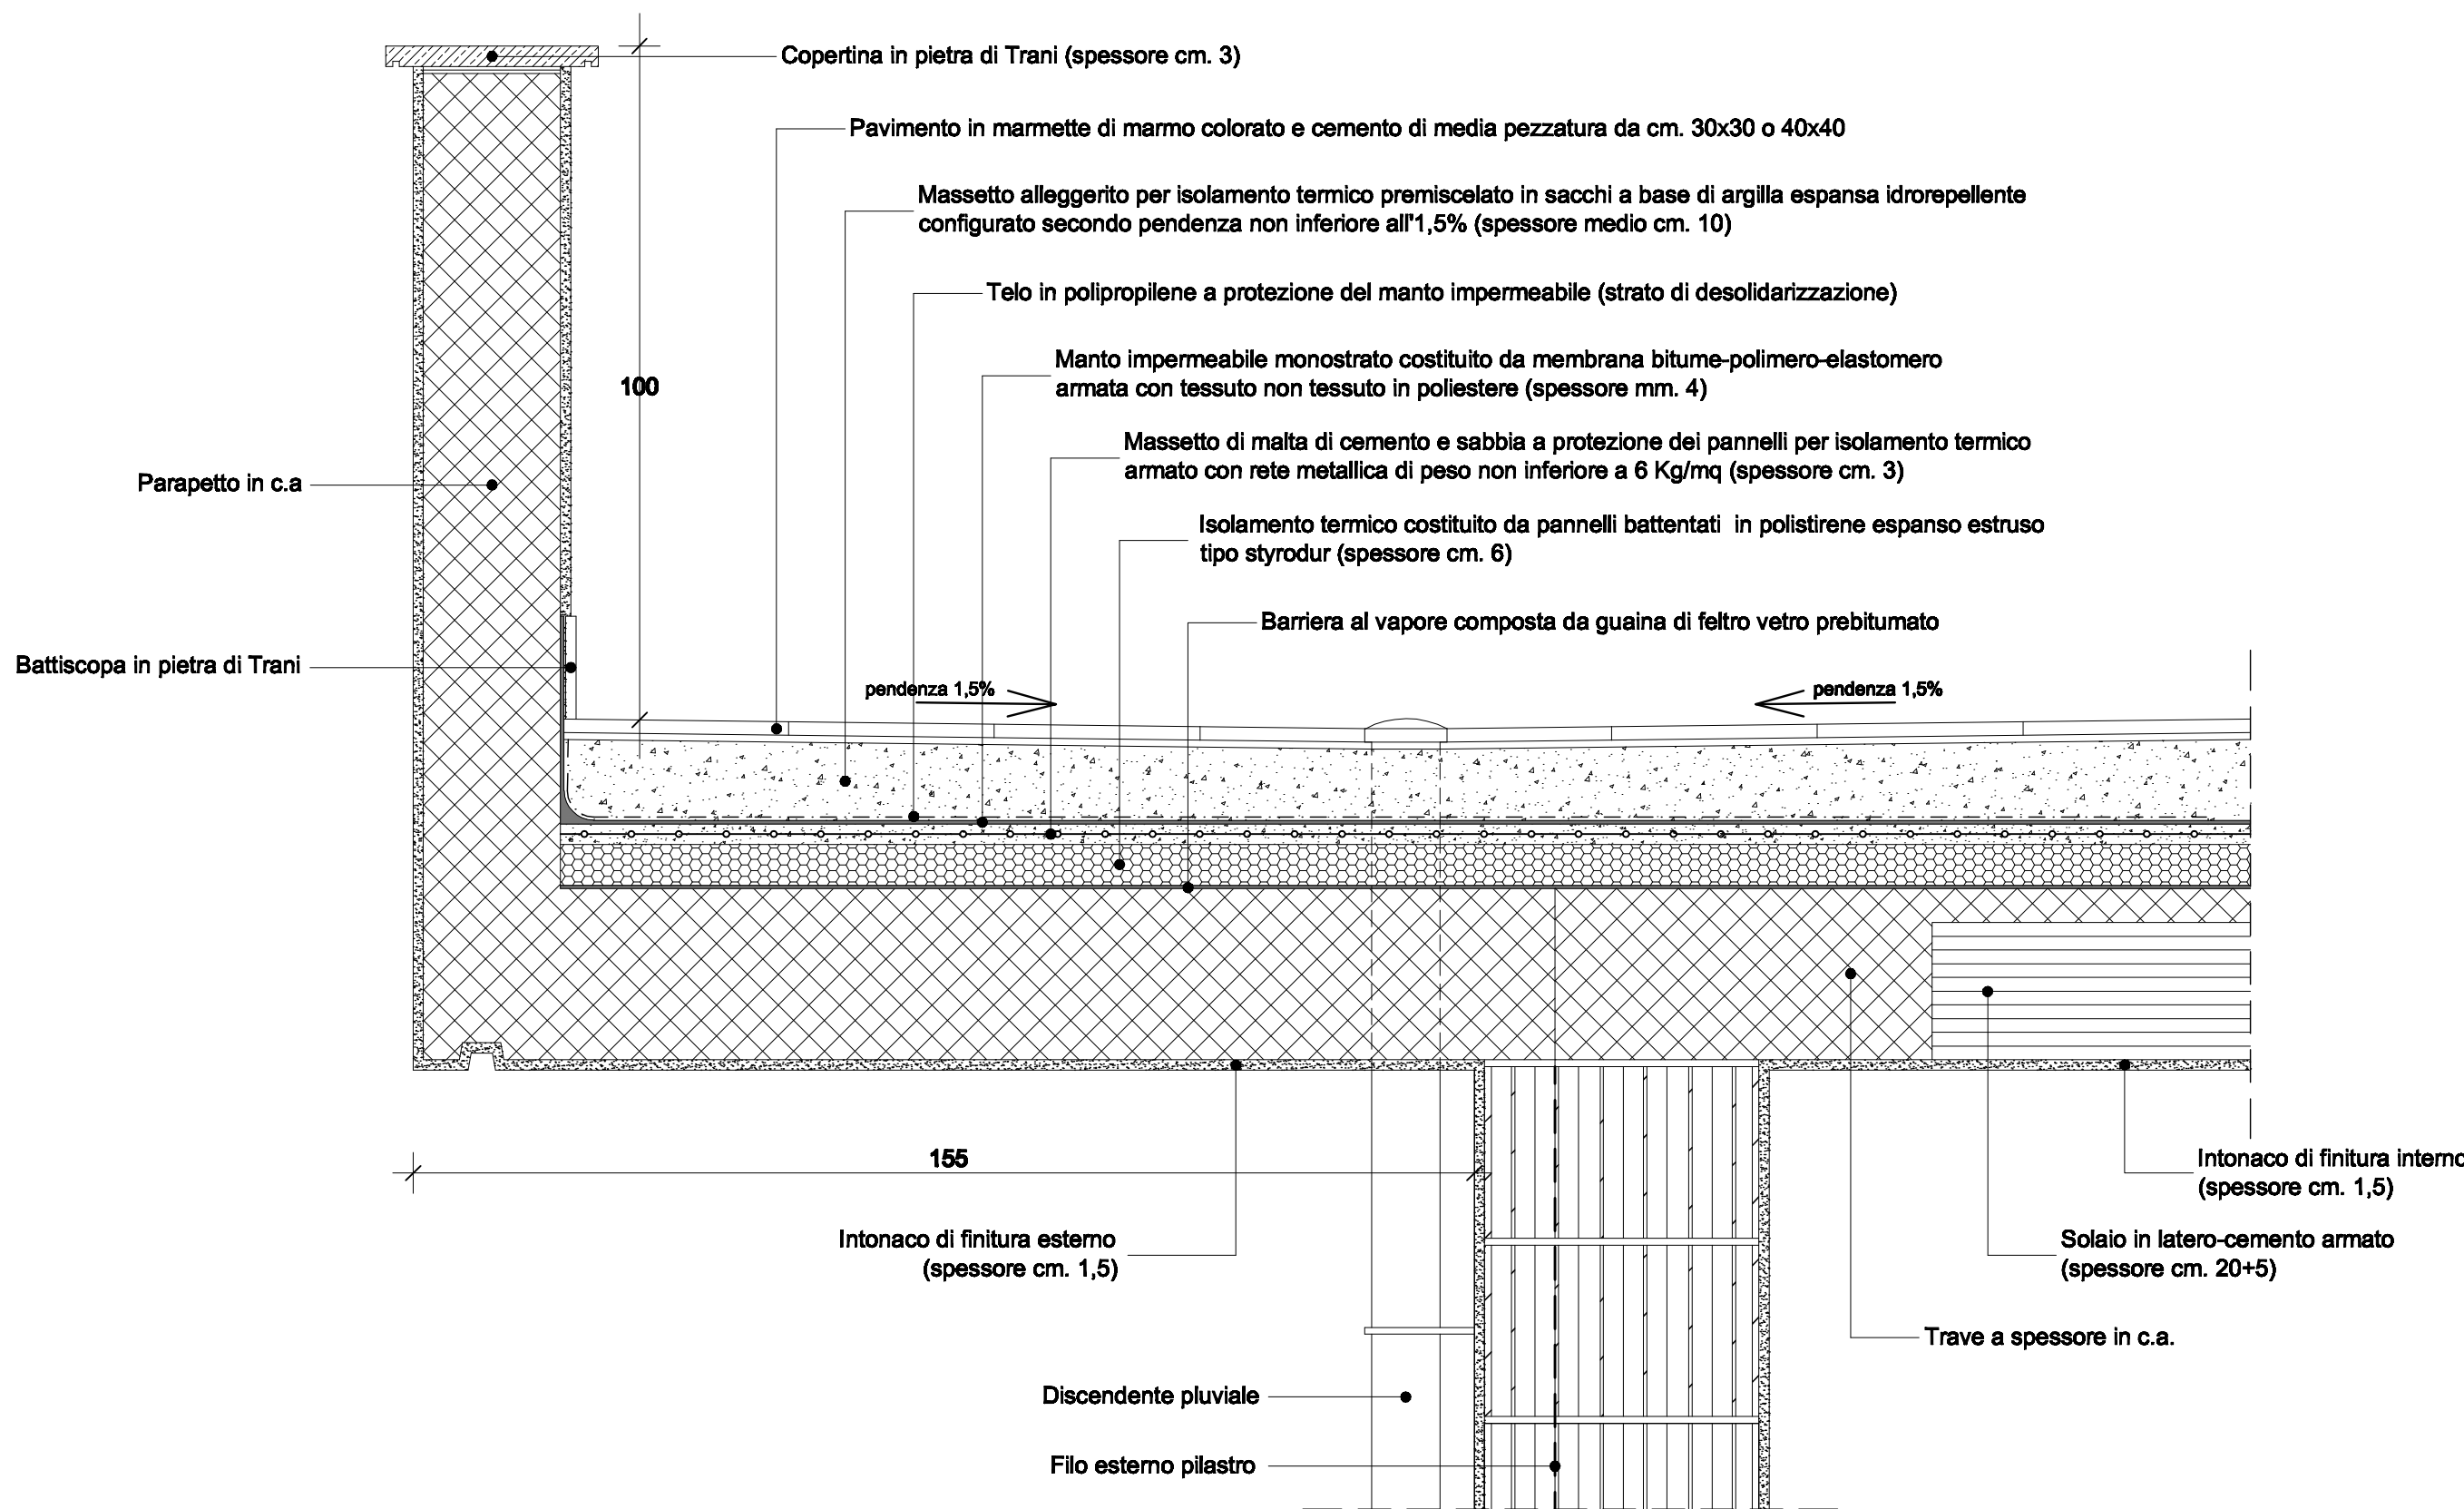 Copertina in pietra di Trani (spessore cm. 3)
Pavimento in marmette di marmo colorato e cemento di media pezzatura da cm. 30x30 o 40x40
Massetto alleggerito per isolamento termico premiscelato in sacchi a base di argilla espansa idrorepellente
configurato secondo pendenza non inferiore all'1,5% (spessore medio cm. 10)
Telo in polipropilene a protezione del manto impermeabile (strato di desolidarizzazione)
Manto impermeabile monostrato costituito da membrana bitume-polimero-elastomero
armata con tessuto non tessuto in poliestere (spessore mm. 4)
100
Massetto di malta di cemento e sabbia a protezione dei pannelli per isolamento termico
armato con rete metallica di peso non inferiore a 6 Kg/mq (spessore cm. 3)
Parapetto in c.a
Isolamento termico costituito da pannelli battentati in polistirene espanso estruso
tipo styrodur (spessore cm. 6)
Barriera al vapore composta da guaina di feltro vetro prebitumato
Battiscopa in pietra di Trani
pendenza 1,5%
pendenza 1,5%
155
Intonaco di finitura interno
(spessore cm. 1,5)
Intonaco di finitura esterno
(spessore cm. 1,5)
Solaio in latero-cemento armato
(spessore cm. 20+5)
Trave a spessore in c.a.
Discendente pluviale
Filo esterno pilastro